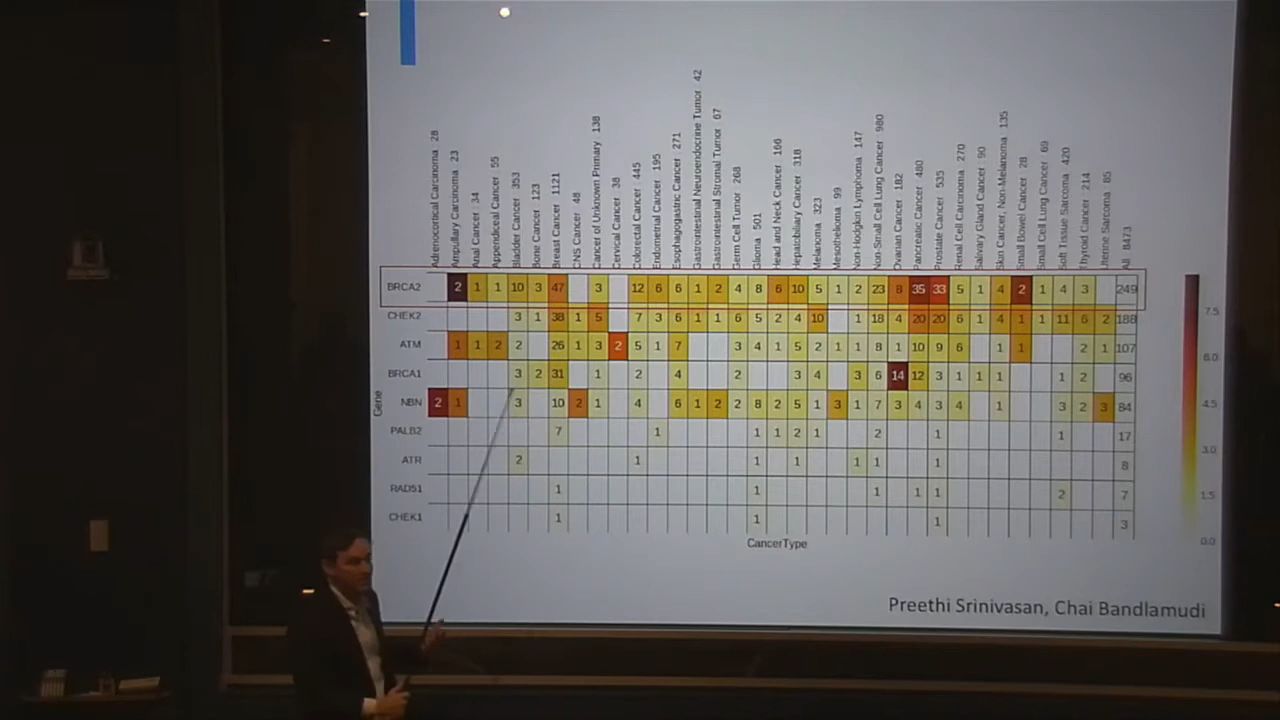 Adrenocortical Carcinoma 28
Ampullary Carcinoma 23
Anal Cancer 34
Appendiceal Cancer 55
Bladder Cancer 353
Bone Cancer 123
Breast Cancer 1121
CNS Cancer 48
Cancer of Unknown Primary 138
Cervical Cancer 38
Colorectal Cancer 445
Endometrial Cancer 195
Esophagogastric Cancer 271
Gastrointestinal Neuroendocrine Tumor 42
Gastrointestinal Stromal Tumor 67
Germ Cell Tumor 268
Glioma 501
Head and Neck Cancer 166
Hepatobiliary Cancer 318
Melanoma 323
Mesothelioma 99
Non-Hodgkin Lymphoma 147
Non-Small Cell Lung Cancer 980
Ovarian Cancer 182
Pancreatic Cancer 480
Prostate Cancer 535
Renal Cell Carcinoma 270
Salivary Gland Cancer 90
Skin Cancer, Non-Melanoma 135
Small Bowel Cancer 28
Small Cell Lung Cancer 69
Soft Tissue Sarcoma 420
Thyroid Cancer 214
Uterine Sarcoma 85
All 8473
BRCA2 2 1 1 10 3 47 3 12 6 6 1 2 4 8 6 10 5 1 2 23 8 35 33 5 1 4 2 1 4 3 249
CHEK2 3 1 38 1 5 7 3 6 1 1 6 5 2 4 10 1 18 4 20 20 6 1 4 1 1 11 6 2 188
ATM 1 1 2 2 26 1 3 2 5 1 7 3 4 1 5 2 1 1 8 1 10 9 6 1 1 2 1 107
BRCA1 3 2 31 1 2 4 2 3 4 3 6 14 12 3 1 1 1 1 2 96
NBN 2 1 3 10 2 1 4 6 1 2 2 8 2 5 1 3 1 7 3 4 3 4 1 3 2 3 84
PALB2 7 1 1 1 2 1 2 1 1 17
ATR 2 1 1 1 1 1 1 8
RAD51 1 1 1 1 1 2 7
CHEK1 1 1 1 3
Gene
CancerType
7.5
6.0
4.5
3.0
1.5
0.0
Preethi Srinivasan, Chai Bandlamudi